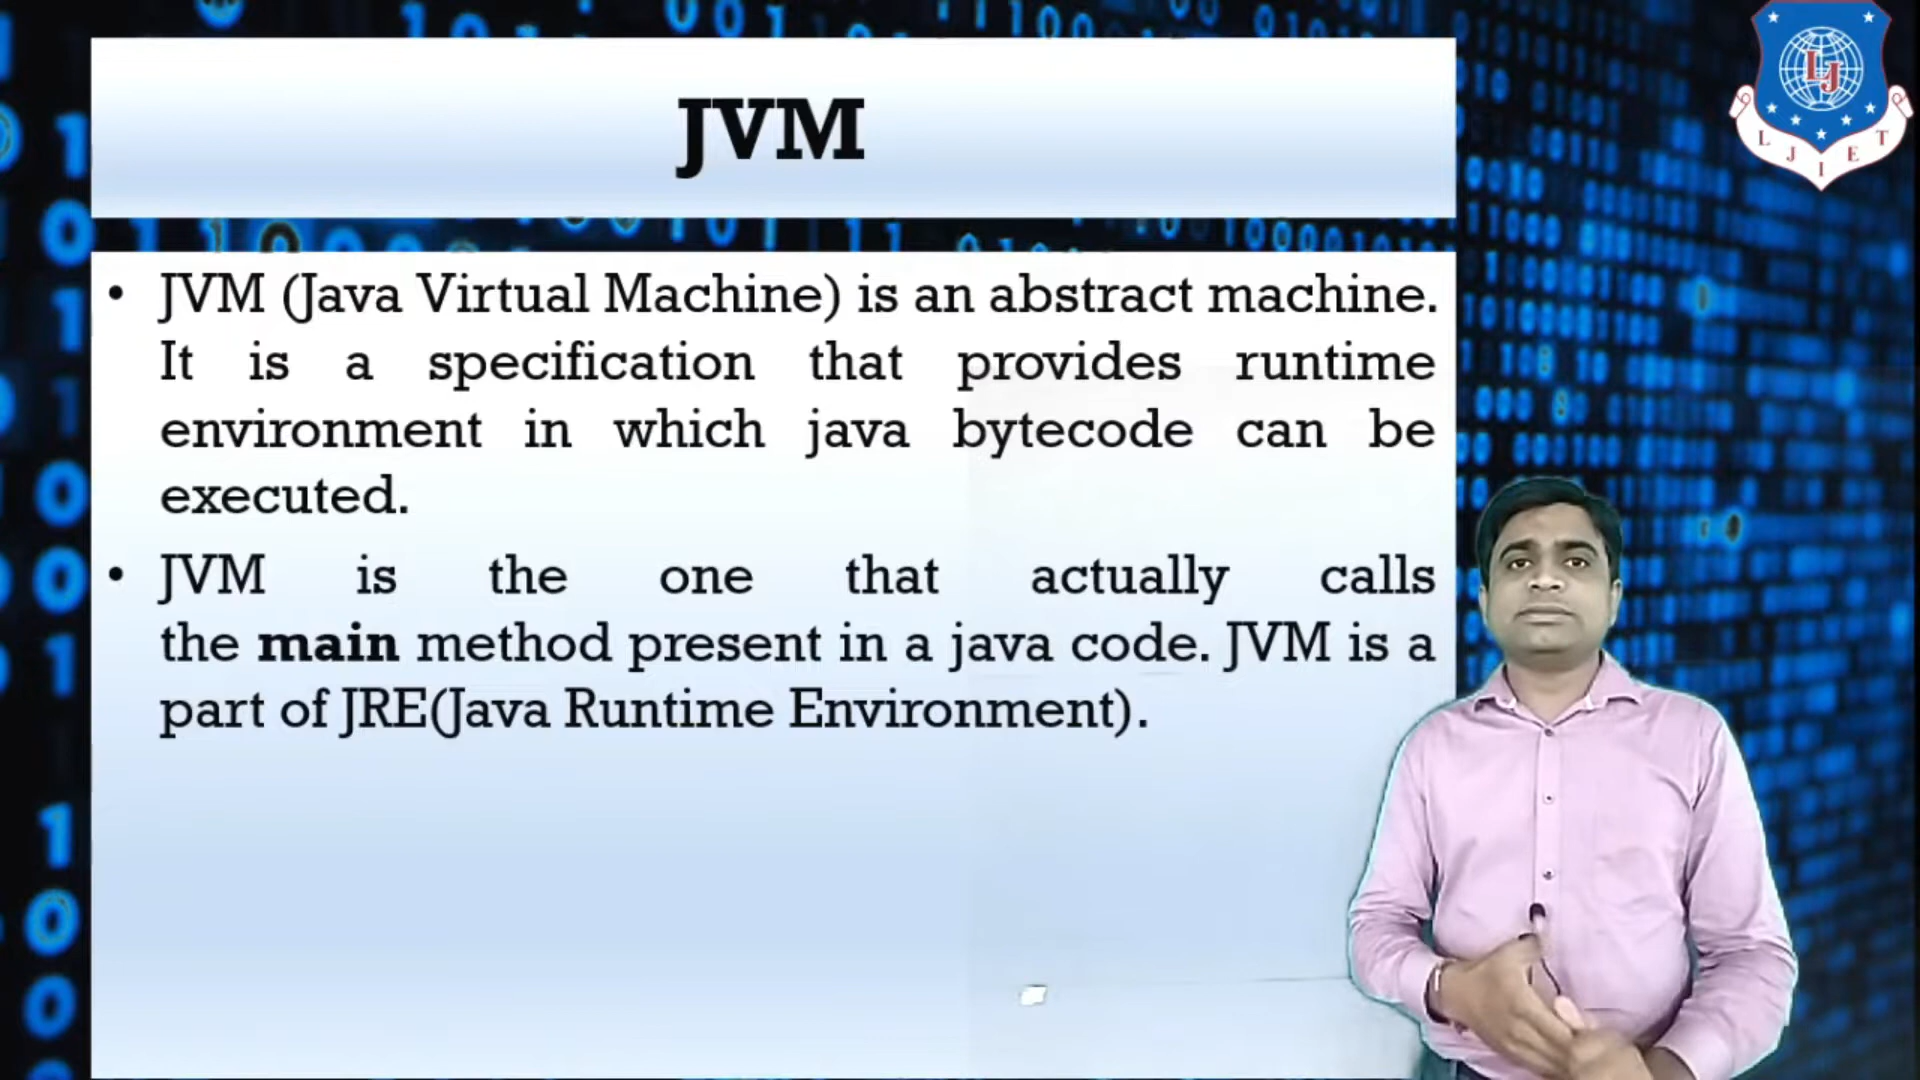 JVM
• JVM (Java Virtual Machine) is an abstract machine.
It is a specification that provides runtime
environment in which java bytecode can be
executed.
• JVM is the one that actually calls
the main method present in a java code. JVM is a
part of JRE(Java Runtime Environment).
LJ
L J I E T